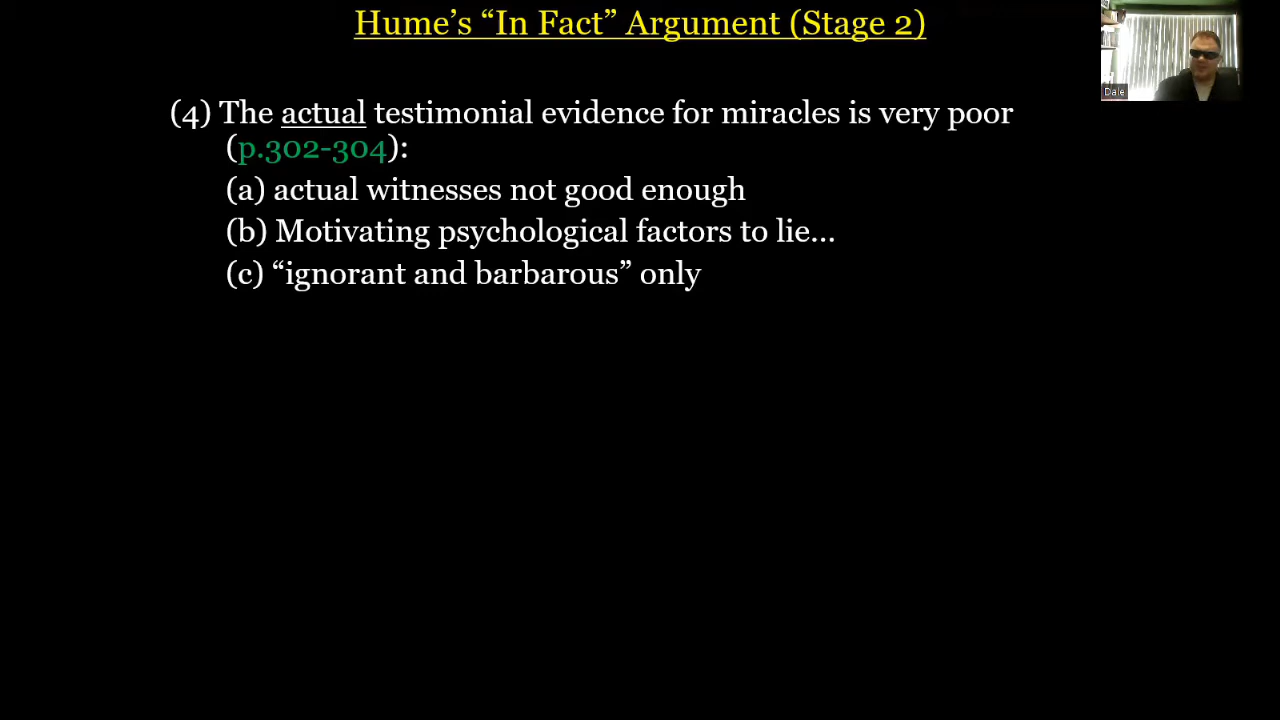 Hume’s “In Fact” Argument (Stage 2)
Dale
(4) The actual testimonial evidence for miracles is very poor
(p.302-304):
(a) actual witnesses not good enough
(b) Motivating psychological factors to lie...
(c) “ignorant and barbarous” only